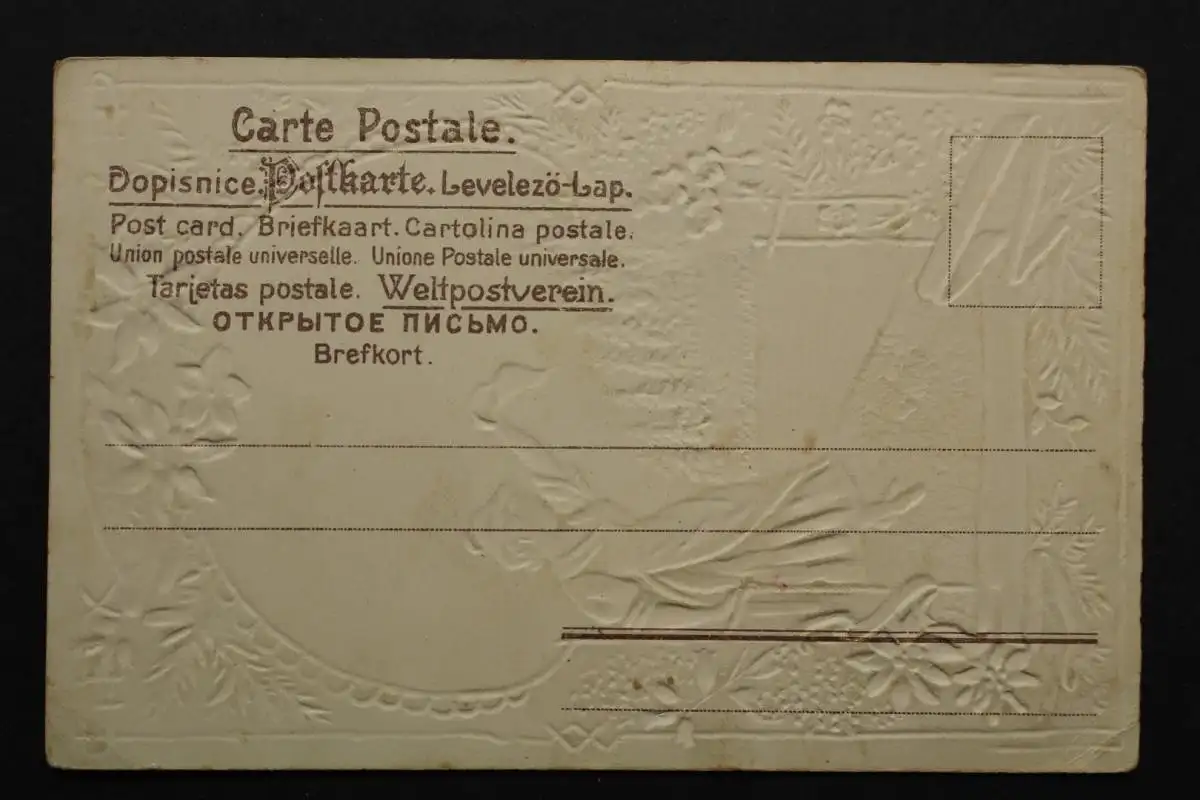 Carte Postale.
Dopisnice. Postkarte. Levelezö-Lap.
Post card. Briefkaart. Cartolina postale.
Union postale universelle. Unione Postale universale.
Tarjetas postale. Weltpostverein.
ОТКРЫТОЕ ПИСЬМО.
Brefkort.